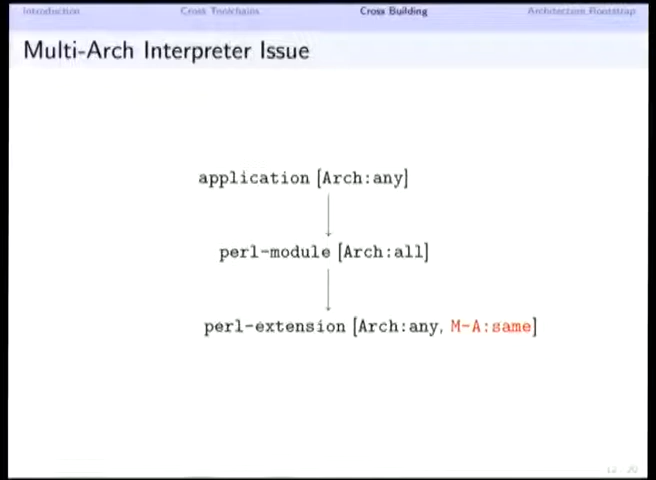 Introduction Cross Toolchains Cross Building Architecture Bootstrap
Multi-Arch Interpreter Issue
application [Arch:any]
perl-module [Arch:all]
perl-extension [Arch:any, M-A:same]